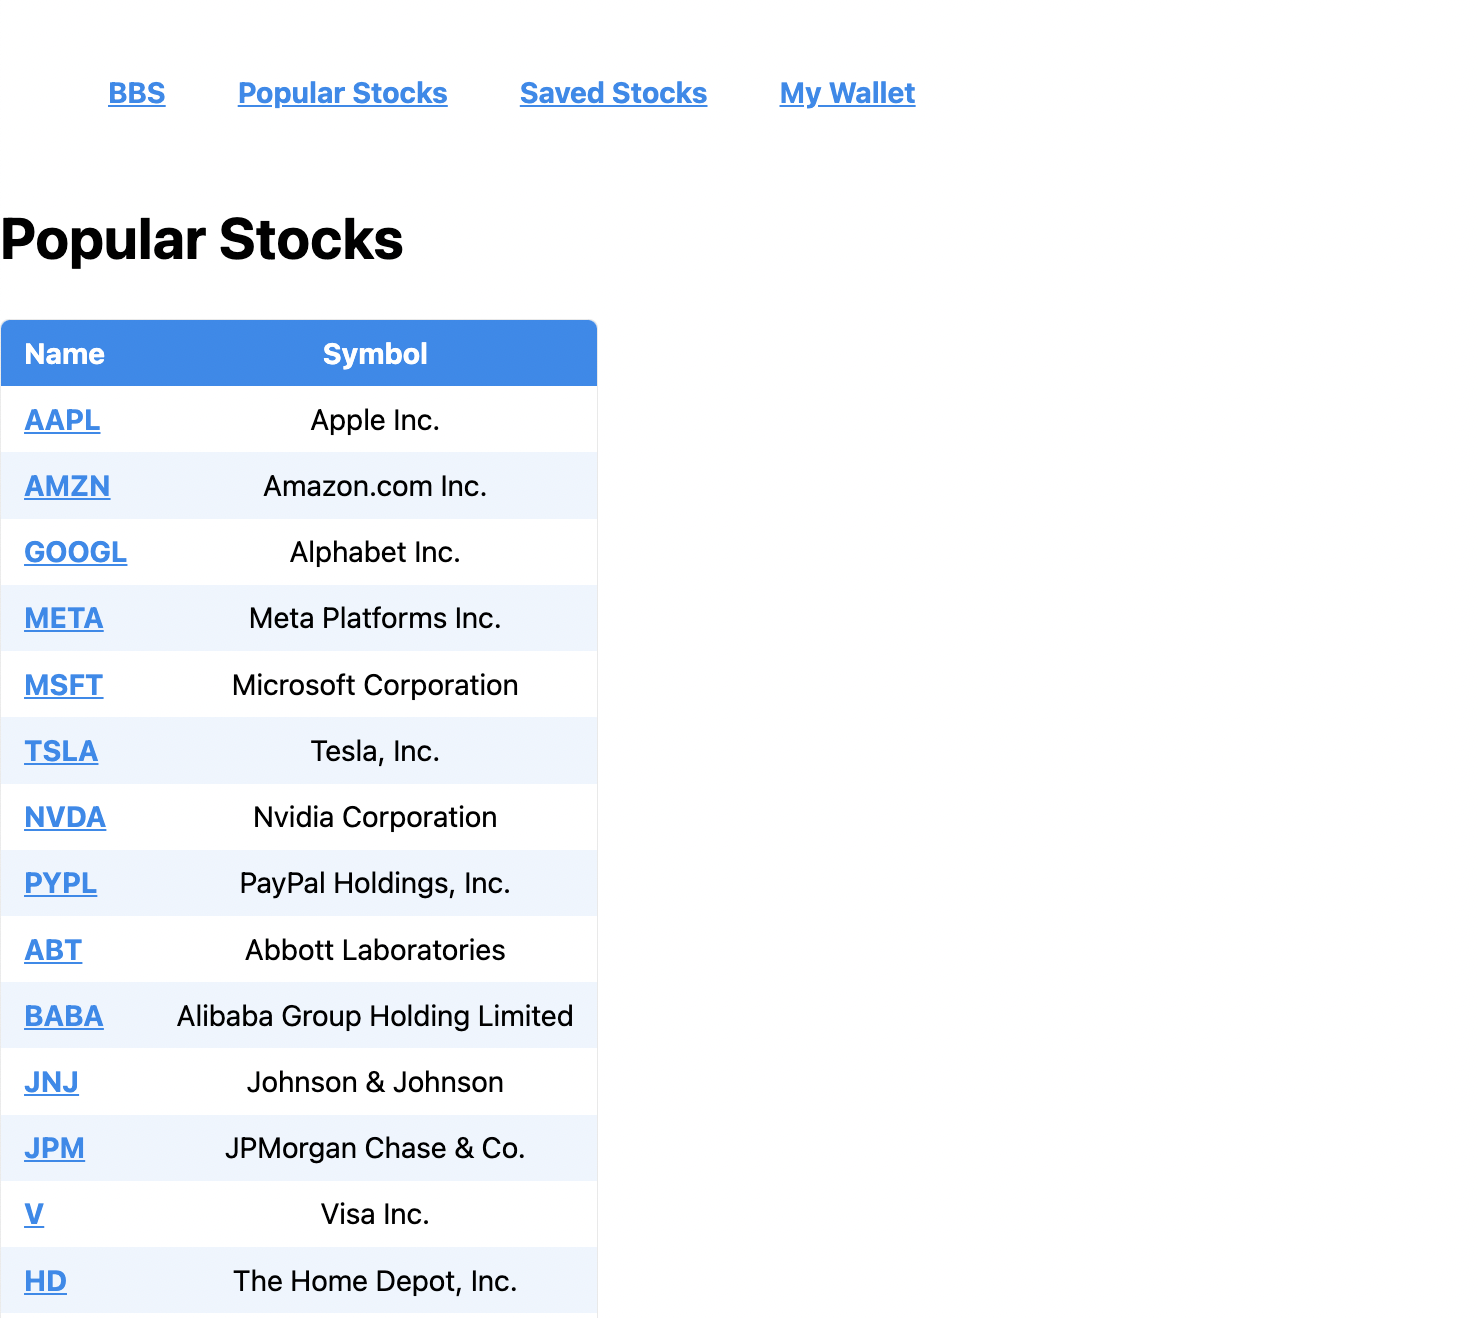 BBS Popular Stocks Saved Stocks My Wallet
Popular Stocks
Name Symbol
AAPL Apple Inc.
AMZN Amazon.com Inc.
GOOGL Alphabet Inc.
META Meta Platforms Inc.
MSFT Microsoft Corporation
TSLA Tesla, Inc.
NVDA Nvidia Corporation
PYPL PayPal Holdings, Inc.
ABT Abbott Laboratories
BABA Alibaba Group Holding Limited
JNJ Johnson & Johnson
JPM JPMorgan Chase & Co.
V Visa Inc.
HD The Home Depot, Inc.